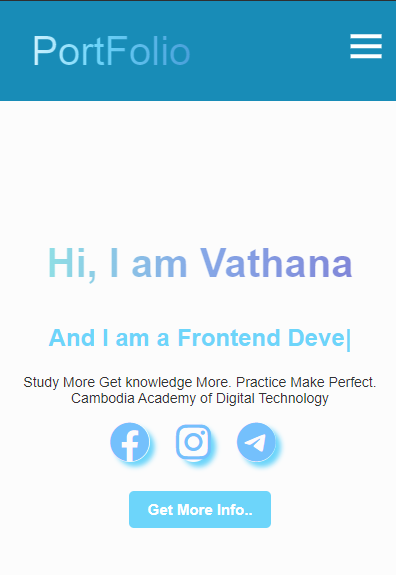 PortFolio
Hi, I am Vathana
And I am a Frontend Deve|
Study More Get knowledge More. Practice Make Perfect.
Cambodia Academy of Digital Technology
Get More Info..